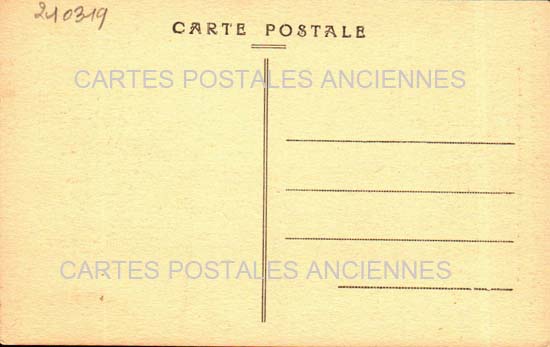 210319
CARTE POSTALE
CARTES POSTALES ANCIENNES
CARTES POSTALES ANCIENNES